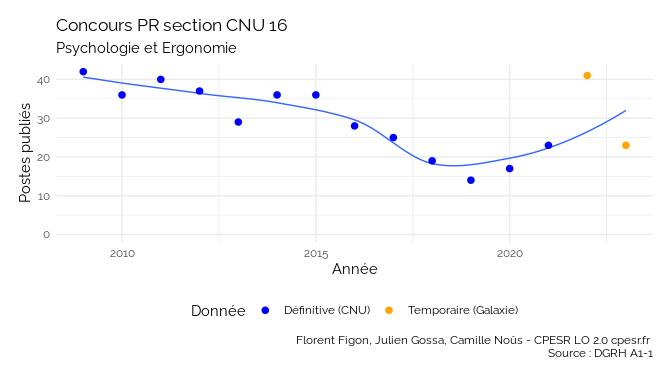 Concours PR section CNU 16
Psychologie et Ergonomie
40
30
20
10
0
Postes publiés
2010 2015 2020
Année
Donnée Définitive (CNU) Temporaire (Galaxie)
Florent Figon, Julien Gossa, Camille Noûs - CPESR LO 2.0 cpesr.fr
Source : DGRH A1-1